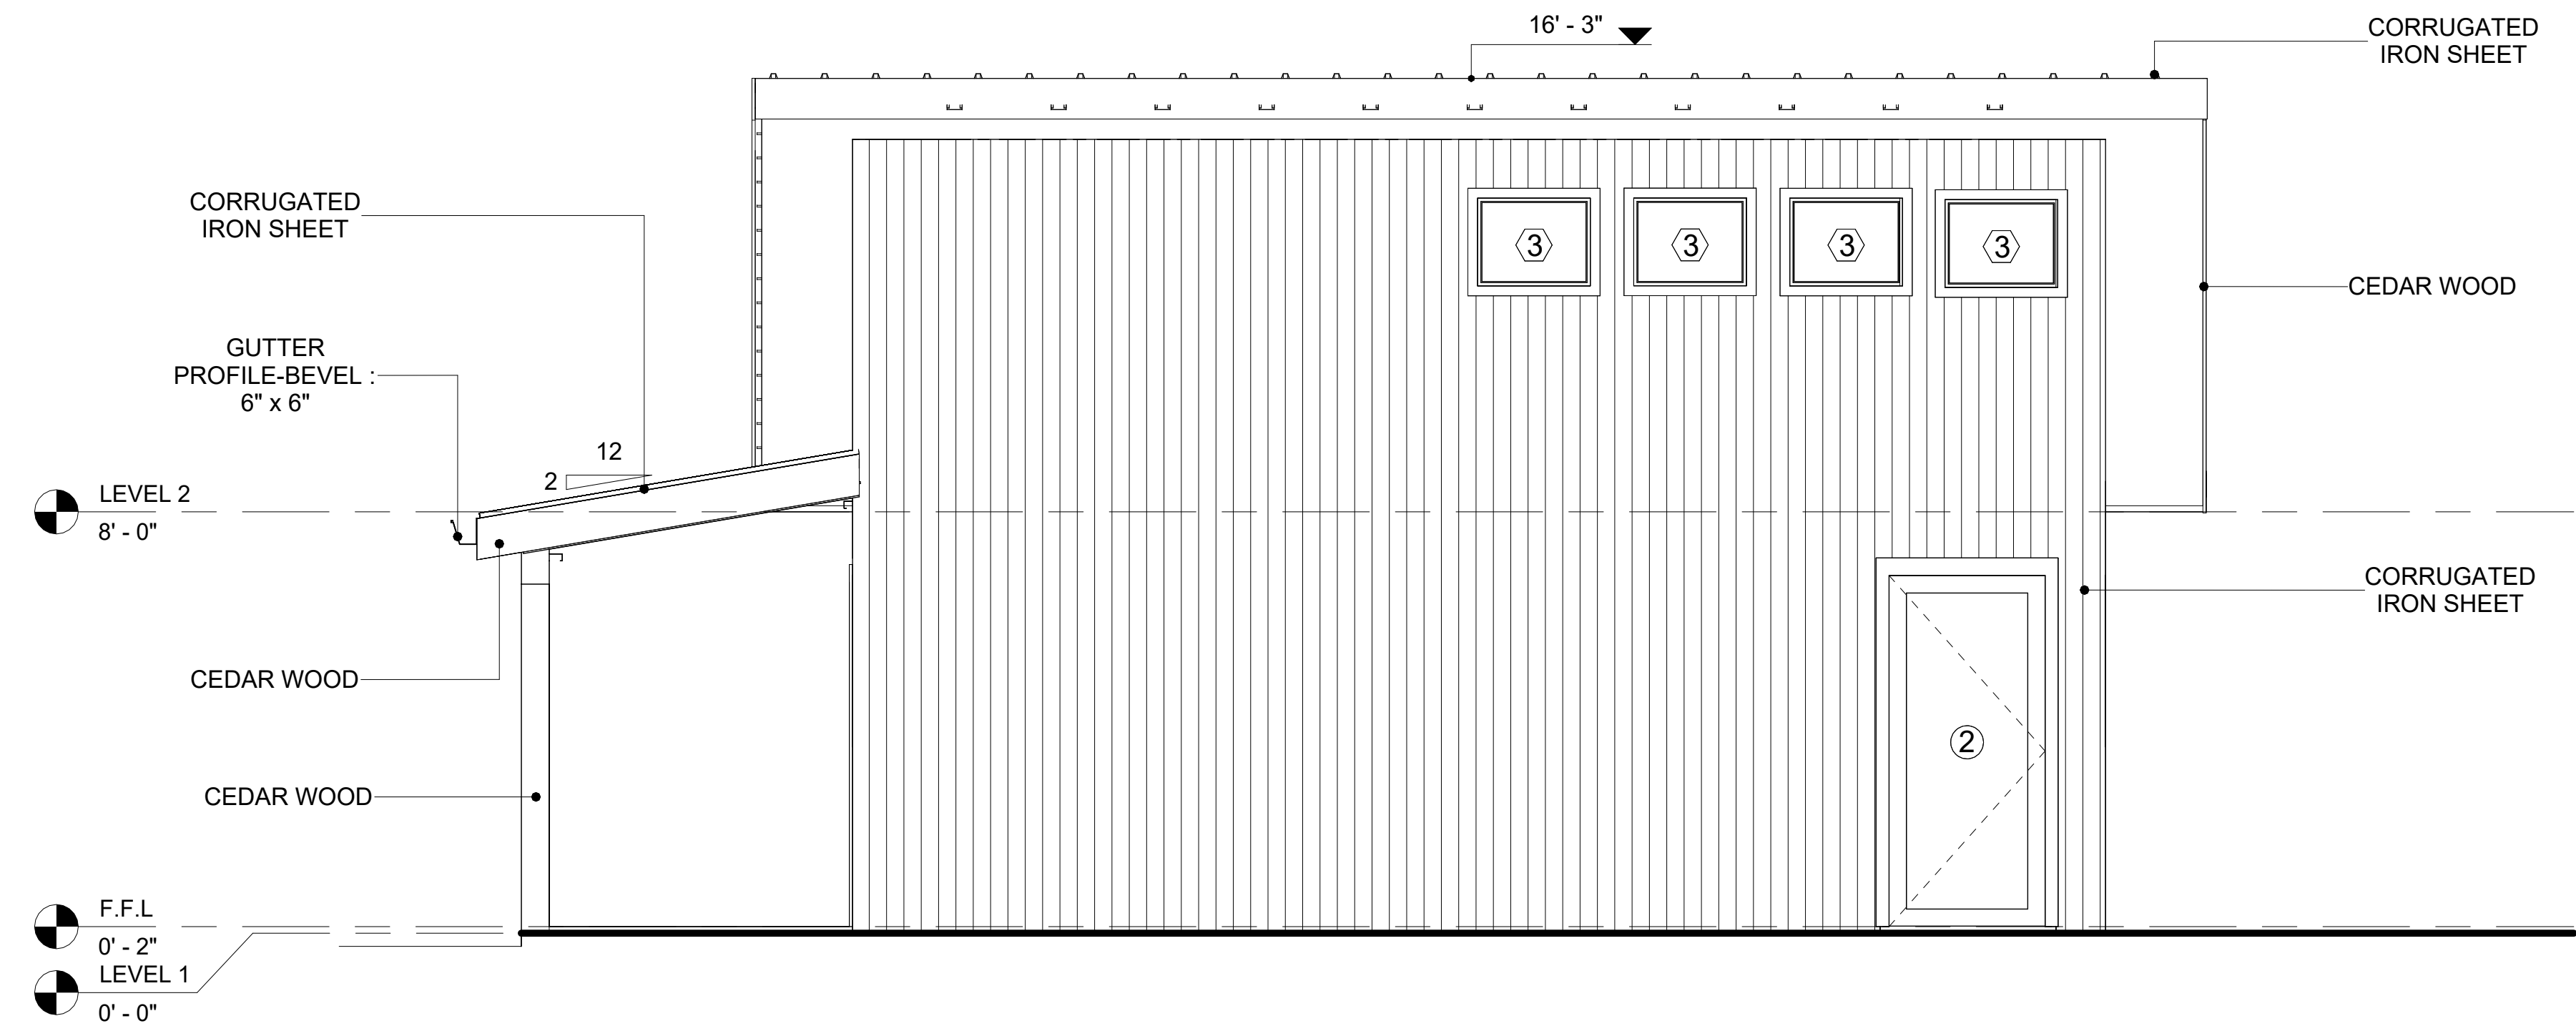 16' - 3"
CORRUGATED
IRON SHEET
CORRUGATED
IRON SHEET
3
3
3
3
CEDAR WOOD
GUTTER
PROFILE-BEVEL :
6" x 6"
12
2
LEVEL 2
8' - 0"
CORRUGATED
IRON SHEET
CEDAR WOOD
2
CEDAR WOOD
F.F.L
0' - 2"
LEVEL 1
0' - 0"